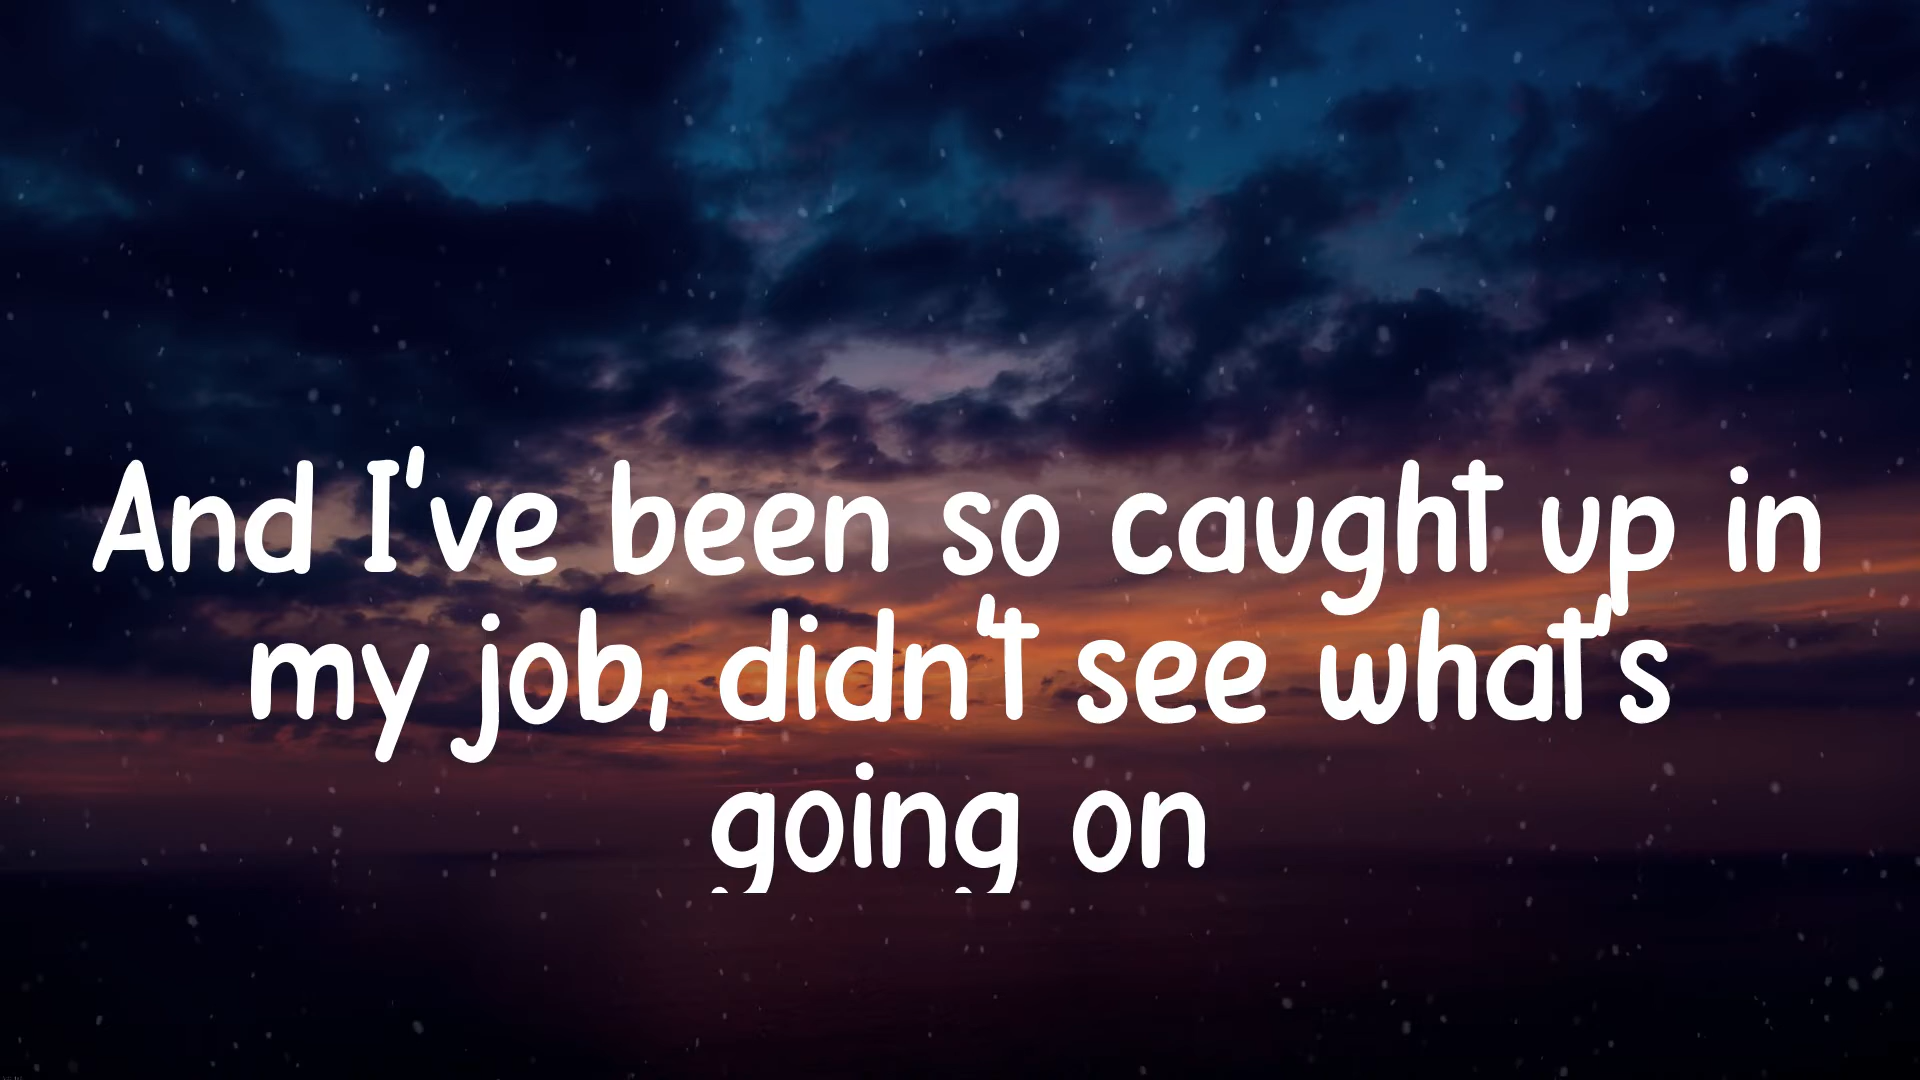 And I've been so caught up in
my job, didn't see what's
going on